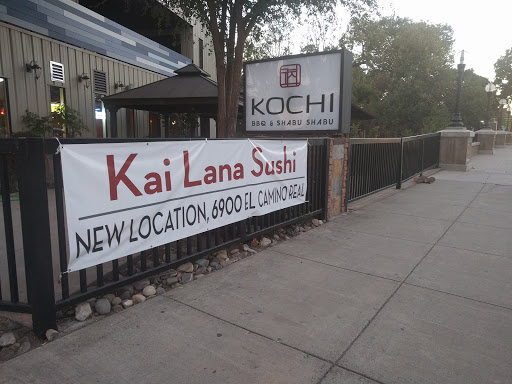 KOCHI
BBQ & SHABU SHABU
Kai Lana Sushi
NEW LOCATION, 6900 EL CAMINO REAL